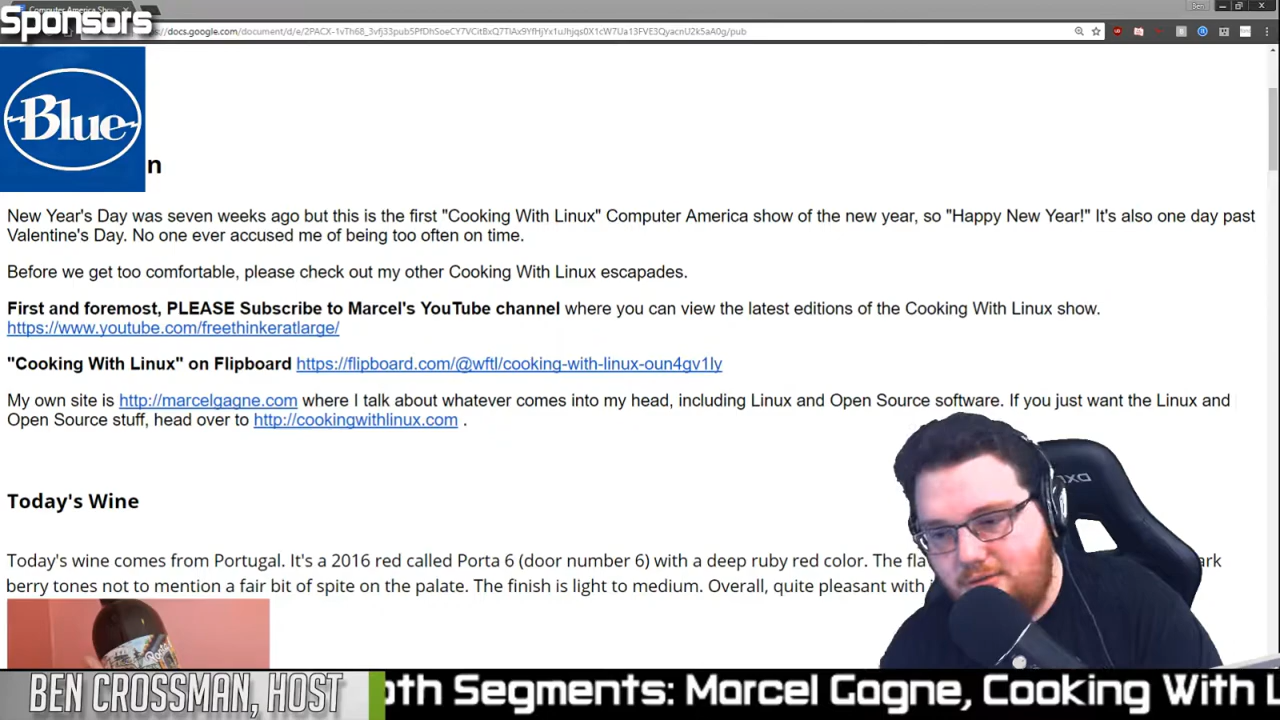 Computer America Show
Ben
Sponsors
Blue
n
New Year's Day was seven weeks ago but this is the first "Cooking With Linux" Computer America show of the new year, so "Happy New Year!" It's also one day past
Valentine's Day. No one ever accused me of being too often on time.
Before we get too comfortable, please check out my other Cooking With Linux escapades.
First and foremost, PLEASE Subscribe to Marcel's YouTube channel where you can view the latest editions of the Cooking With Linux show.
https://www.youtube.com/freethinkeratlarge/
"Cooking With Linux" on Flipboard https://flipboard.com/@wftl/cooking-with-linux-oun4gv1ly
My own site is http://marcelgagne.com where I talk about whatever comes into my head, including Linux and Open Source software. If you just want the Linux and
Open Source stuff, head over to http://cookingwithlinux.com .
Today's Wine
Today's wine comes from Portugal. It's a 2016 red called Porta 6 (door number 6) with a deep ruby red color. The fla ark
berry tones not to mention a fair bit of spite on the palate. The finish is light to medium. Overall, quite pleasant with
BEN CROSSMAN, HOST
oth Segments: Marcel Gagne, Cooking With L